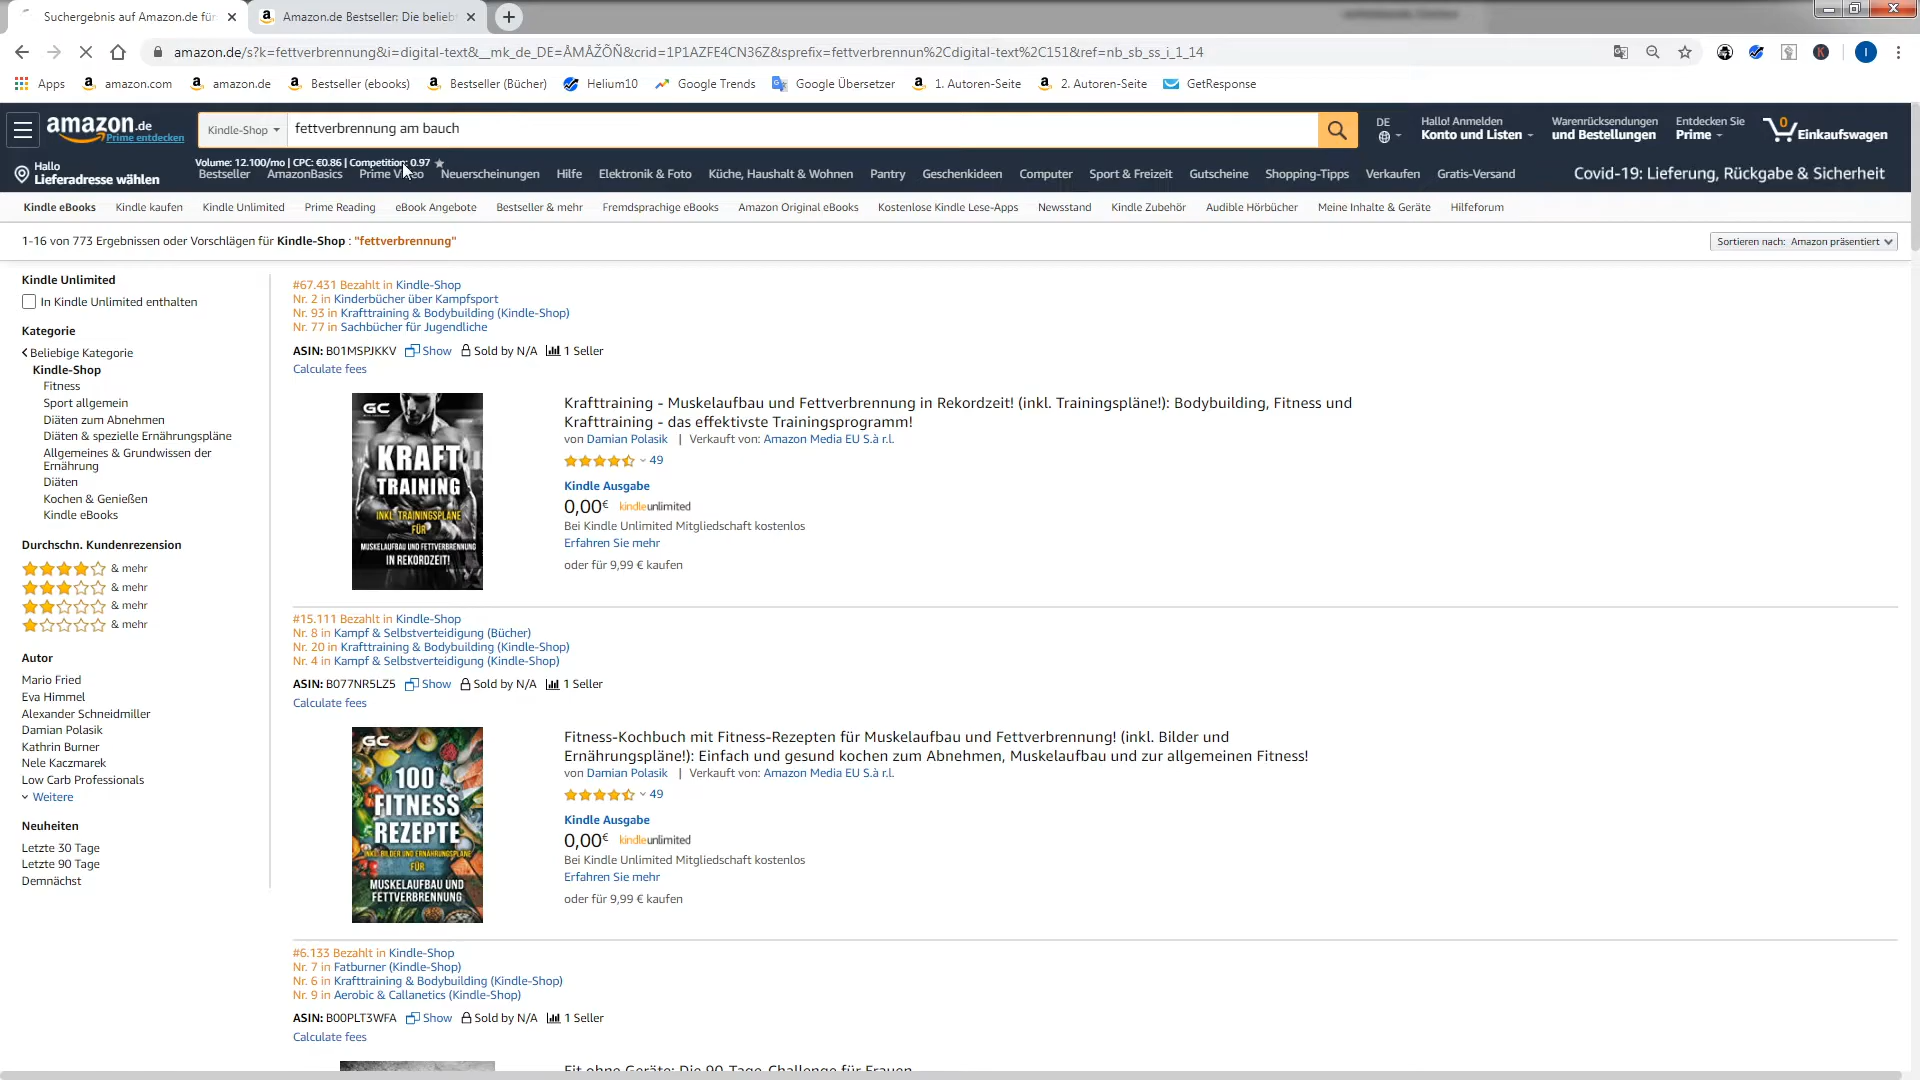 Suchergebnis auf Amazon.de für
Amazon.de Bestseller: Die belieb
amazon.de/s?k=fettverbrennung&i=digital-text&__mk_de_DE=ÅMÅŽÕÑ&crid=1P1AZFE4CN36Z&sprefix=fettverbrennun%2Cdigital-text%2C151&ref=nb_sb_ss_i_1_14
Apps
amazon.com
amazon.de
Bestseller (ebooks)
Bestseller (Bücher)
Helium10
Google Trends
Google Übersetzer
1. Autoren-Seite
2. Autoren-Seite
GetResponse
amazon.de
Prime entdecken
Kindle-Shop
fettverbrennung am bauch
DE
Hallo! Anmelden
Konto und Listen
Warenrücksendungen
und Bestellungen
Entdecken Sie
Prime
0
Einkaufswagen
Volume: 12.100/mo | CPC: €0.86 | Competition: 0.97
Hallo
Lieferadresse wählen
Bestseller
AmazonBasics
Prime Video
Neuerscheinungen
Hilfe
Elektronik & Foto
Küche, Haushalt & Wohnen
Pantry
Geschenkideen
Computer
Sport & Freizeit
Gutscheine
Shopping-Tipps
Verkaufen
Gratis-Versand
Covid-19: Lieferung, Rückgabe & Sicherheit
Kindle eBooks
Kindle kaufen
Kindle Unlimited
Prime Reading
eBook Angebote
Bestseller & mehr
Fremdsprachige eBooks
Amazon Original eBooks
Kostenlose Kindle Lese-Apps
Newsstand
Kindle Zubehör
Audible Hörbücher
Meine Inhalte & Geräte
Hilfeforum
1-16 von 773 Ergebnissen oder Vorschlägen für Kindle-Shop : "fettverbrennung"
Sortieren nach: Amazon präsentiert
Kindle Unlimited
In Kindle Unlimited enthalten
Kategorie
Beliebige Kategorie
Kindle-Shop
Fitness
Sport allgemein
Diäten zum Abnehmen
Diäten & spezielle Ernährungspläne
Allgemeines & Grundwissen der
Ernährung
Diäten
Kochen & Genießen
Kindle eBooks
Durchschn. Kundenrezension
& mehr
& mehr
& mehr
& mehr
Autor
Mario Fried
Eva Himmel
Alexander Schneidmiller
Damian Polasik
Kathrin Burner
Nele Kaczmarek
Low Carb Professionals
Weitere
Neuheiten
Letzte 30 Tage
Letzte 90 Tage
Demnächst
#67.431 Bezahlt in Kindle-Shop
Nr. 2 in Kinderbücher über Kampfsport
Nr. 93 in Krafttraining & Bodybuilding (Kindle-Shop)
Nr. 77 in Sachbücher für Jugendliche
ASIN: B01MSPJKKV Show Sold by N/A 1 Seller
Calculate fees
GC
KRAFT
TRAINING
INKL. TRAININGSPLÄNE
FÜR
MUSKELAUFBAU UND FETTVERBRENNUNG
IN REKORDZEIT!
Krafttraining - Muskelaufbau und Fettverbrennung in Rekordzeit! (inkl. Trainingspläne!): Bodybuilding, Fitness und
Krafttraining - das effektivste Trainingsprogramm!
von Damian Polasik | Verkauft von: Amazon Media EU S.à r.l.
49
Kindle Ausgabe
0,00€ kindleunlimited
Bei Kindle Unlimited Mitgliedschaft kostenlos
Erfahren Sie mehr
oder für 9,99 € kaufen
#15.111 Bezahlt in Kindle-Shop
Nr. 8 in Kampf & Selbstverteidigung (Bücher)
Nr. 20 in Krafttraining & Bodybuilding (Kindle-Shop)
Nr. 4 in Kampf & Selbstverteidigung (Kindle-Shop)
ASIN: B077NR5LZ5 Show Sold by N/A 1 Seller
Calculate fees
GC
100
FITNESS
REZEPTE
INKL. BILDER UND ERNÄHRUNGSPLÄNE
FÜR
MUSKELAUFBAU UND
FETTVERBRENNUNG
Fitness-Kochbuch mit Fitness-Rezepten für Muskelaufbau und Fettverbrennung! (inkl. Bilder und
Ernährungspläne!): Einfach und gesund kochen zum Abnehmen, Muskelaufbau und zur allgemeinen Fitness!
von Damian Polasik | Verkauft von: Amazon Media EU S.à r.l.
49
Kindle Ausgabe
0,00€ kindleunlimited
Bei Kindle Unlimited Mitgliedschaft kostenlos
Erfahren Sie mehr
oder für 9,99 € kaufen
#6.133 Bezahlt in Kindle-Shop
Nr. 7 in Fatburner (Kindle-Shop)
Nr. 6 in Krafttraining & Bodybuilding (Kindle-Shop)
Nr. 9 in Aerobic & Callanetics (Kindle-Shop)
ASIN: B00PLT3WFA Show Sold by N/A 1 Seller
Calculate fees
Fit ohne Geräte: Die 90-Tage-Challenge für Frauen